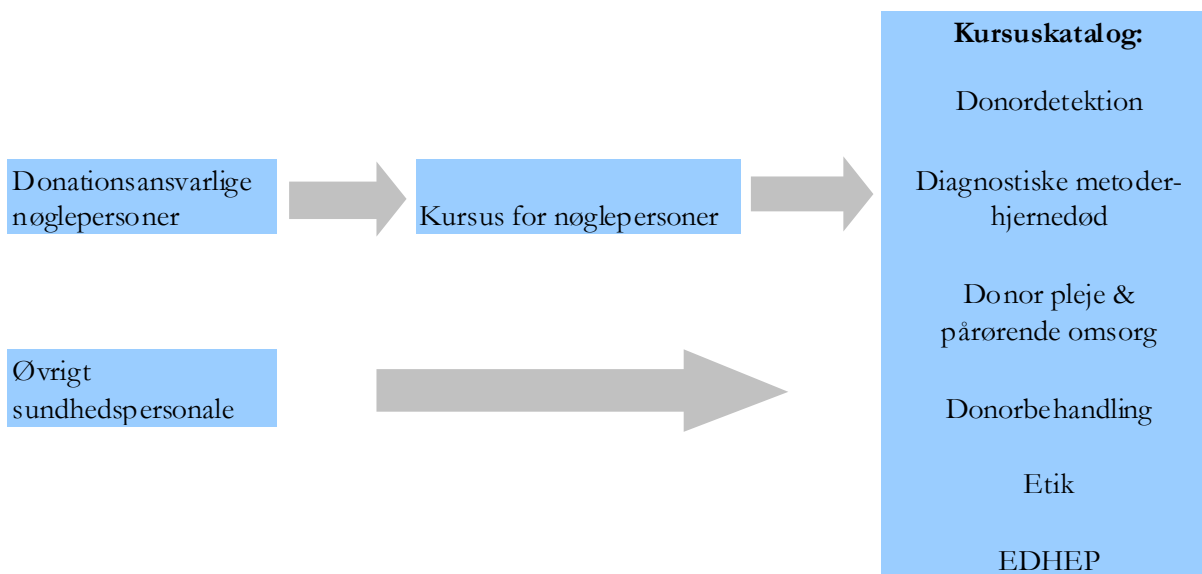 Donationsansvarlige
nøglepersoner
Kursus for nøglepersoner
Øvrigt
sundhedspersonale
Kursuskatalog:
Donordetektion
Diagnostiske metoder-
hjernedød
Donor pleje &
pårørende omsorg
Donorbehandling
Etik
EDHEP